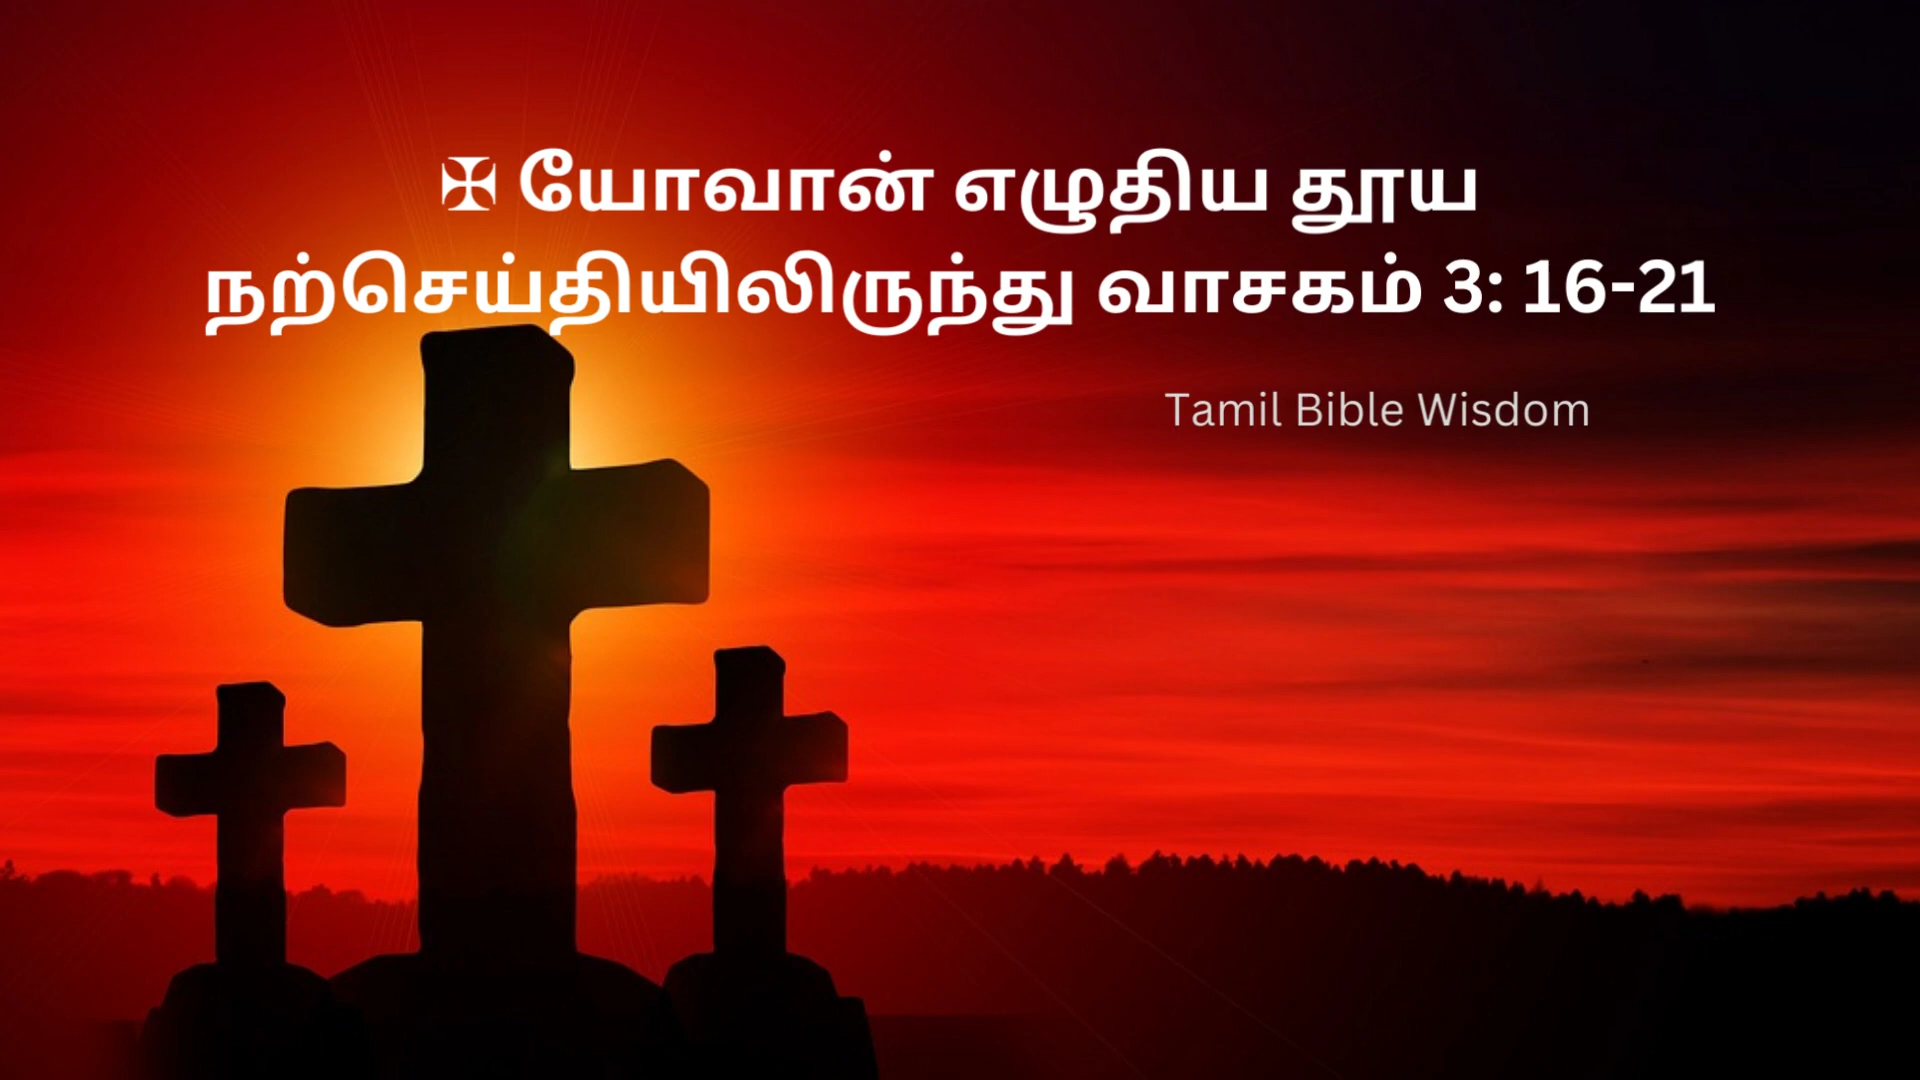 ✠ யோவான் எழுதிய தூய
நற்செய்தியிலிருந்து வாசகம் 3: 16-21
Tamil Bible Wisdom